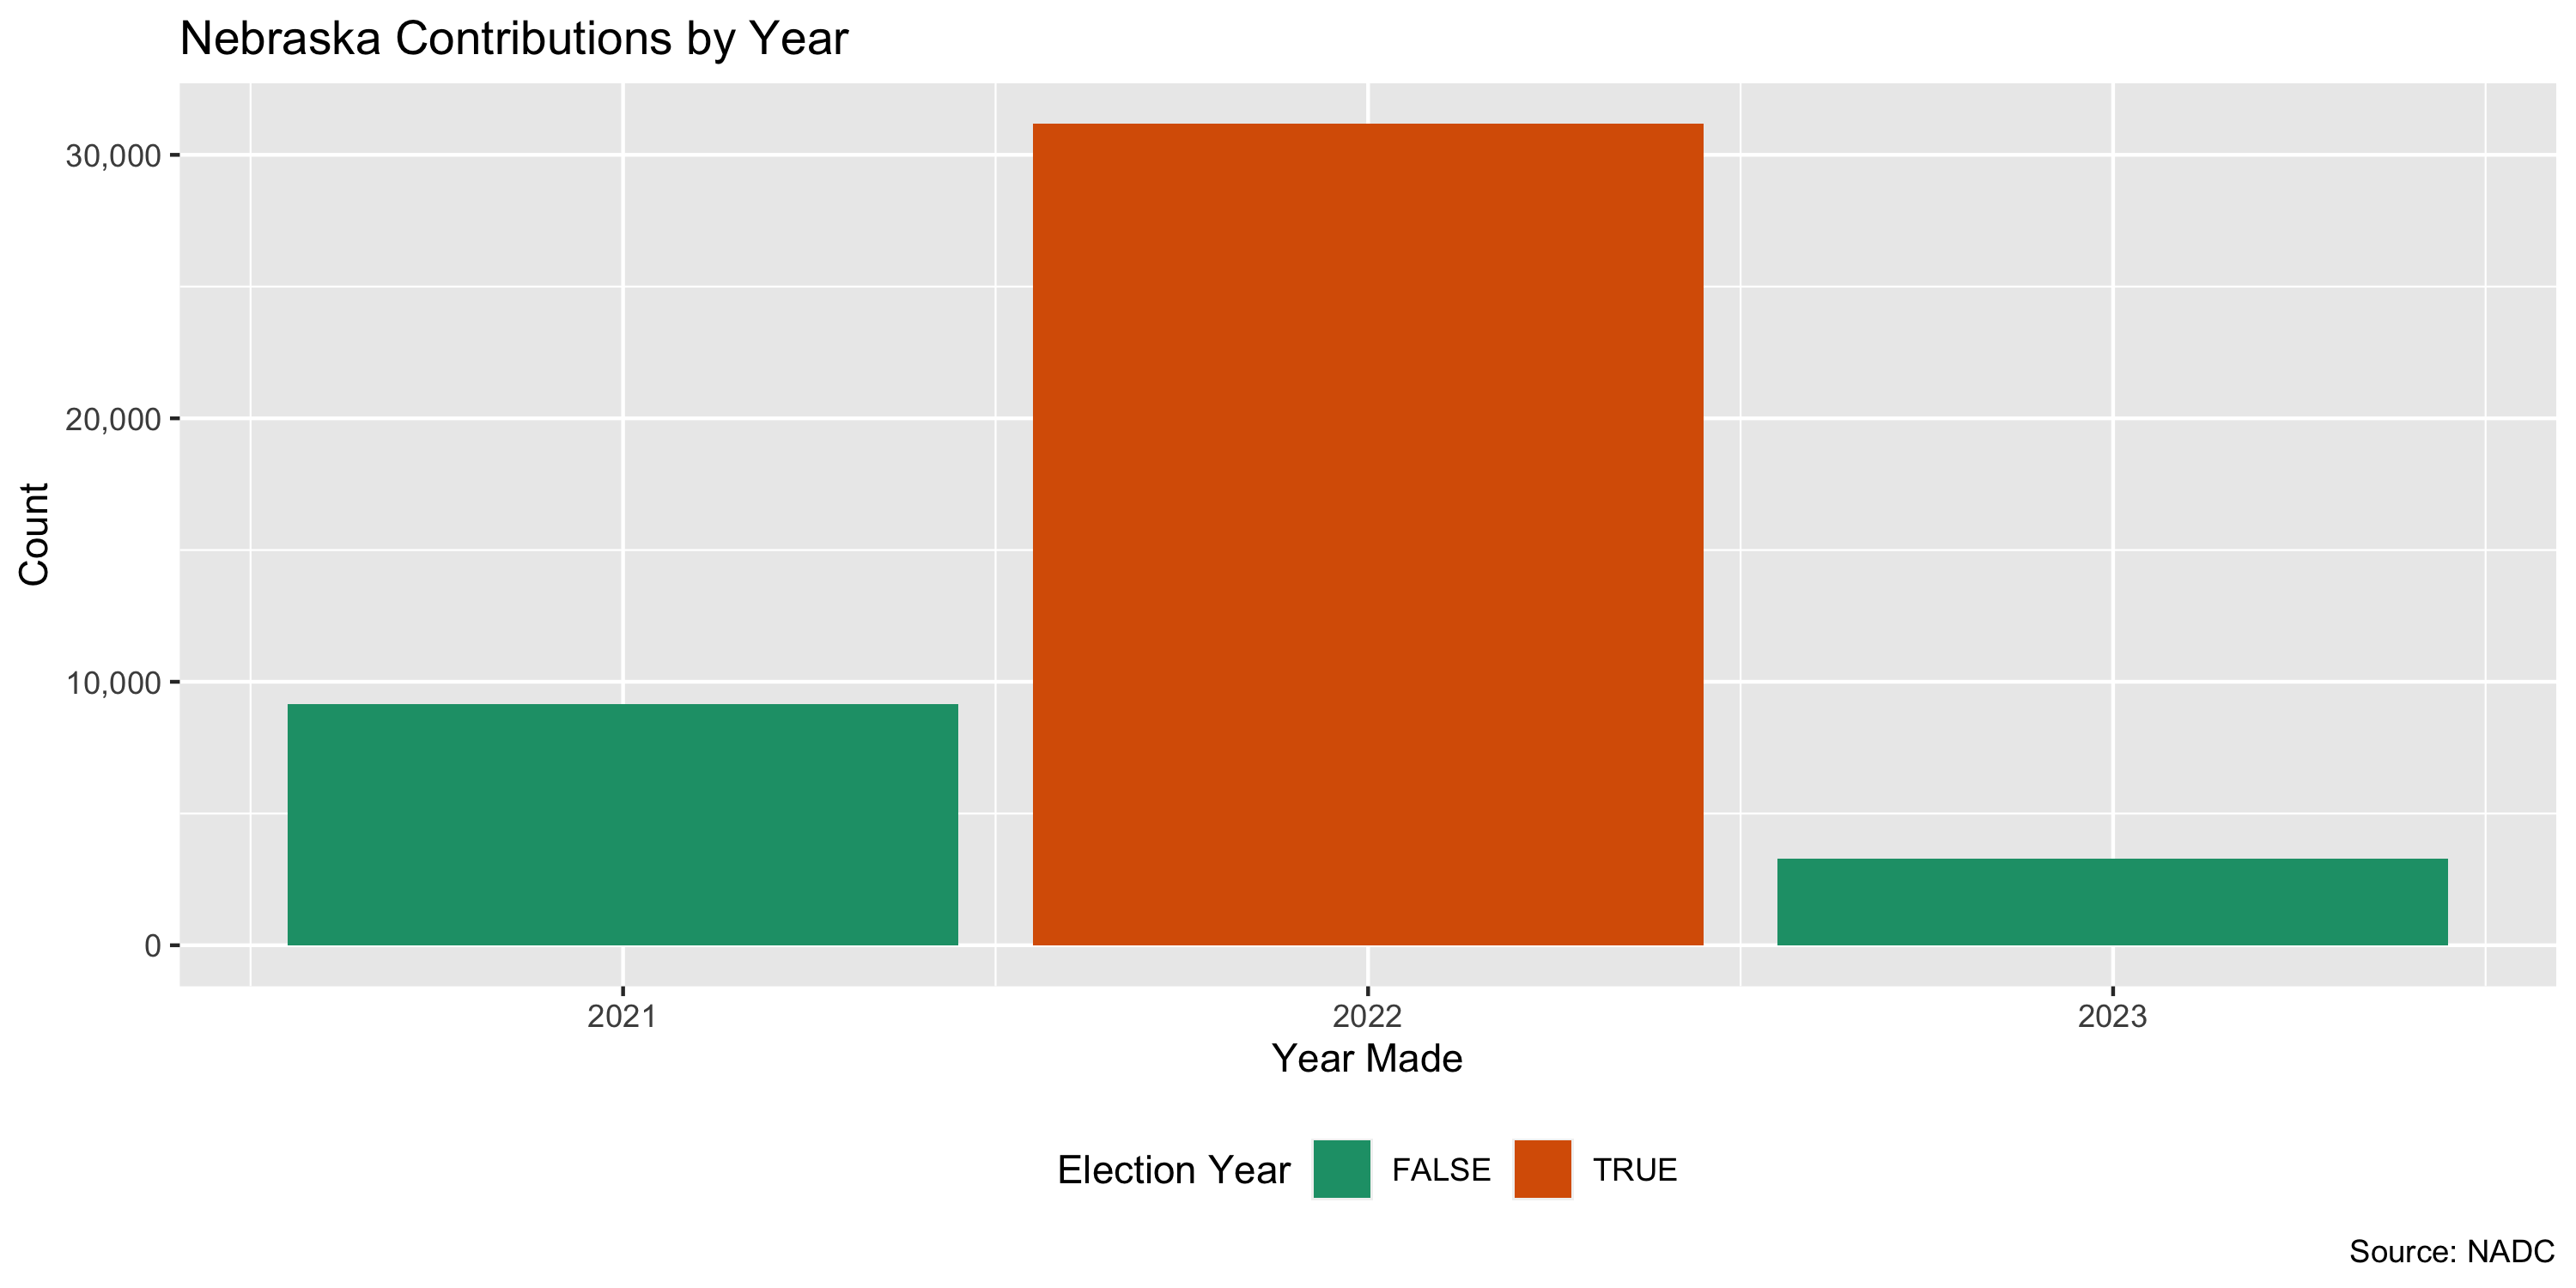 Nebraska Contributions by Year
Count
30,000
20,000
10,000
0
2021 2022 2023
Year Made
Election Year FALSE TRUE
Source: NADC